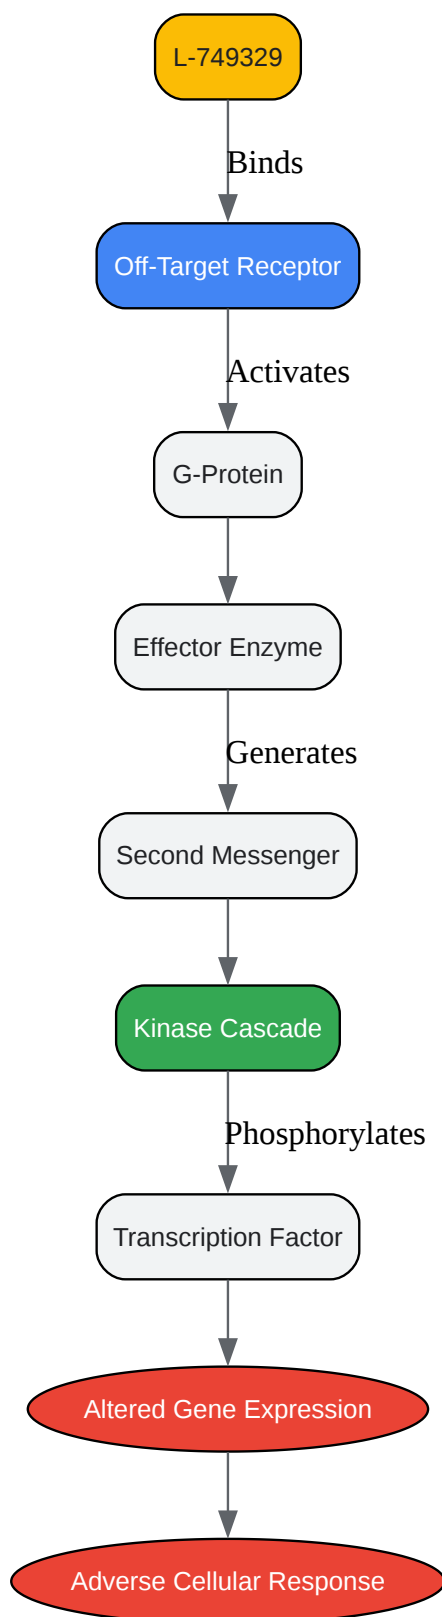 L-749329
Binds
Off-Target Receptor
Activates
G-Protein
Effector Enzyme
Generates
Second Messenger
Kinase Cascade
Phosphorylates
Transcription Factor
Altered Gene Expression
Adverse Cellular Response